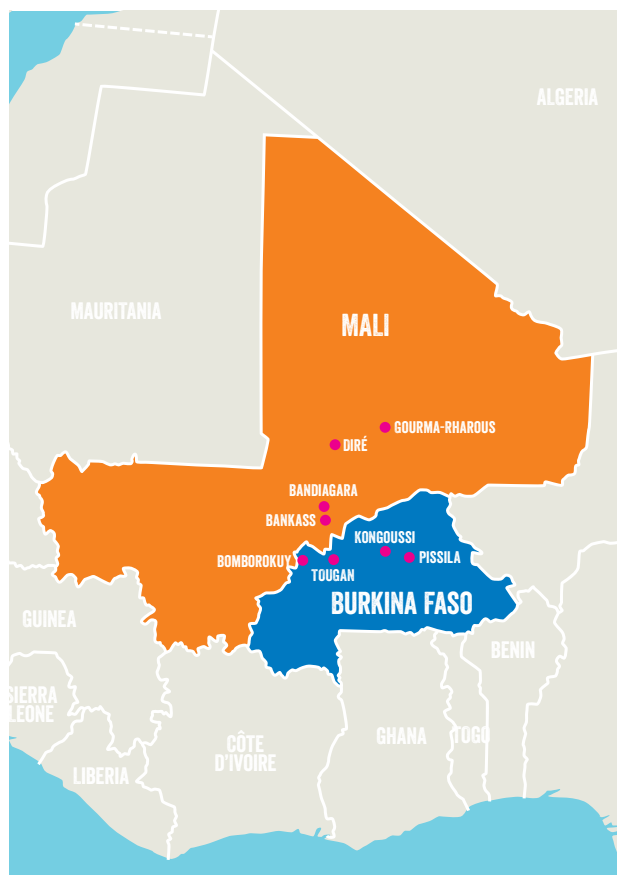 ALGERIA
MAURITANIA
MALI
GOURMA-RHAROUS
DIRÉ
BANDIAGARA
BANKASS
KONGOUSSI
BOMBOROKUY
PISSILA
TOUGAN
BURKINA FASO
GUINEA
BENIN
SIERRA
LEONE
CÔTE
D'IVOIRE
GHANA
TOGO
LIBERIA